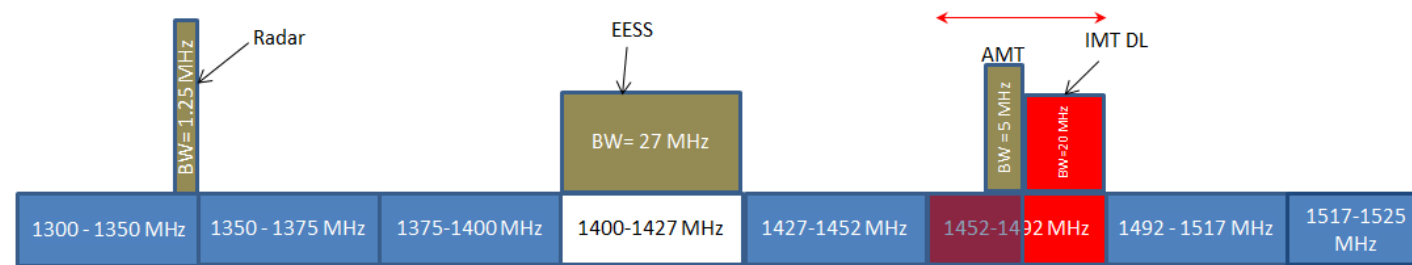 Radar
EESS
AMT
IMT DL
BW= 1.25 MHz
BW= 27 MHz
BW =5 MHz
BW=20 MHz
1300 - 1350 MHz
1350 - 1375 MHz
1375-1400 MHz
1400-1427 MHz
1427-1452 MHz
1452-1492 MHz
1492 - 1517 MHz
1517-1525
MHz